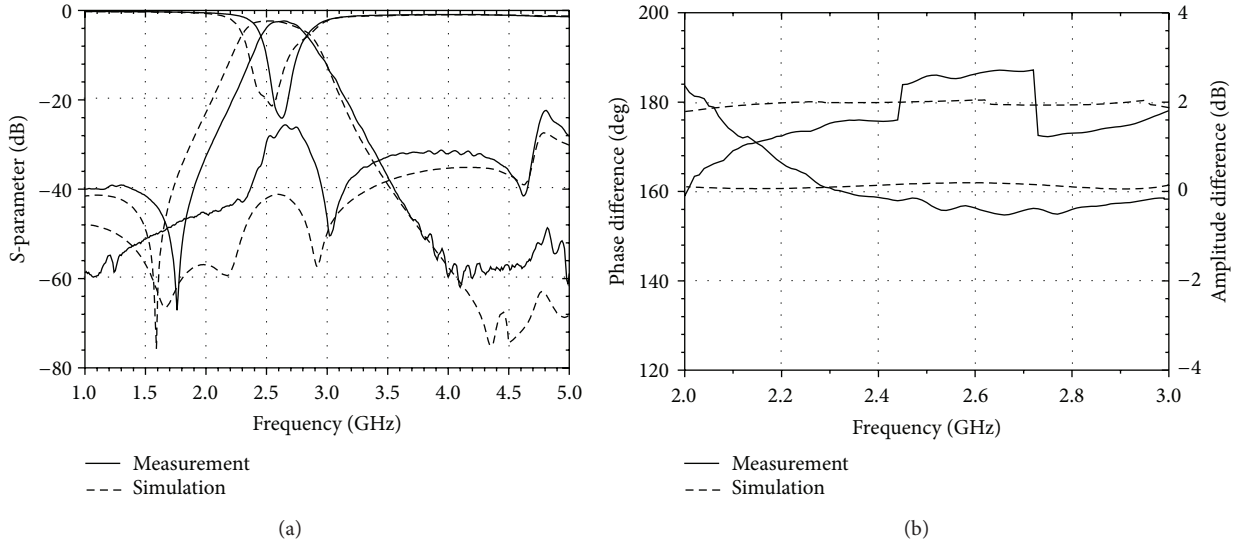 0
−20
−40
−60
−80
S-parameter (dB)
1.0 1.5 2.0 2.5 3.0 3.5 4.0 4.5 5.0
Frequency (GHz)
Measurement
Simulation
(a)
200
180
160
140
120
Phase difference (deg)
4
2
0
−2
−4
Amplitude difference (dB)
2.0 2.2 2.4 2.6 2.8 3.0
Frequency (GHz)
Measurement
Simulation
(b)